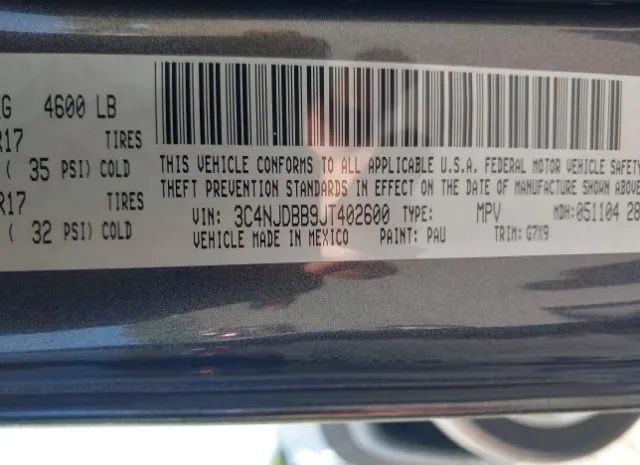 KG 4600 LB
R17 TIRES
( 35 PSI) COLD
R17 TIRES
( 32 PSI) COLD
THIS VEHICLE CONFORMS TO ALL APPLICABLE U.S.A. FEDERAL MOTOR VEHICLE SAFETY
THEFT PREVENTION STANDARDS IN EFFECT ON THE DATE OF MANUFACTURE SHOWN ABOVE
VIN: 3C4NJDBB9JT402600 TYPE: MPV MDH: 051104 28
VEHICLE MADE IN MEXICO PAINT: PAU TRIM: G7X9